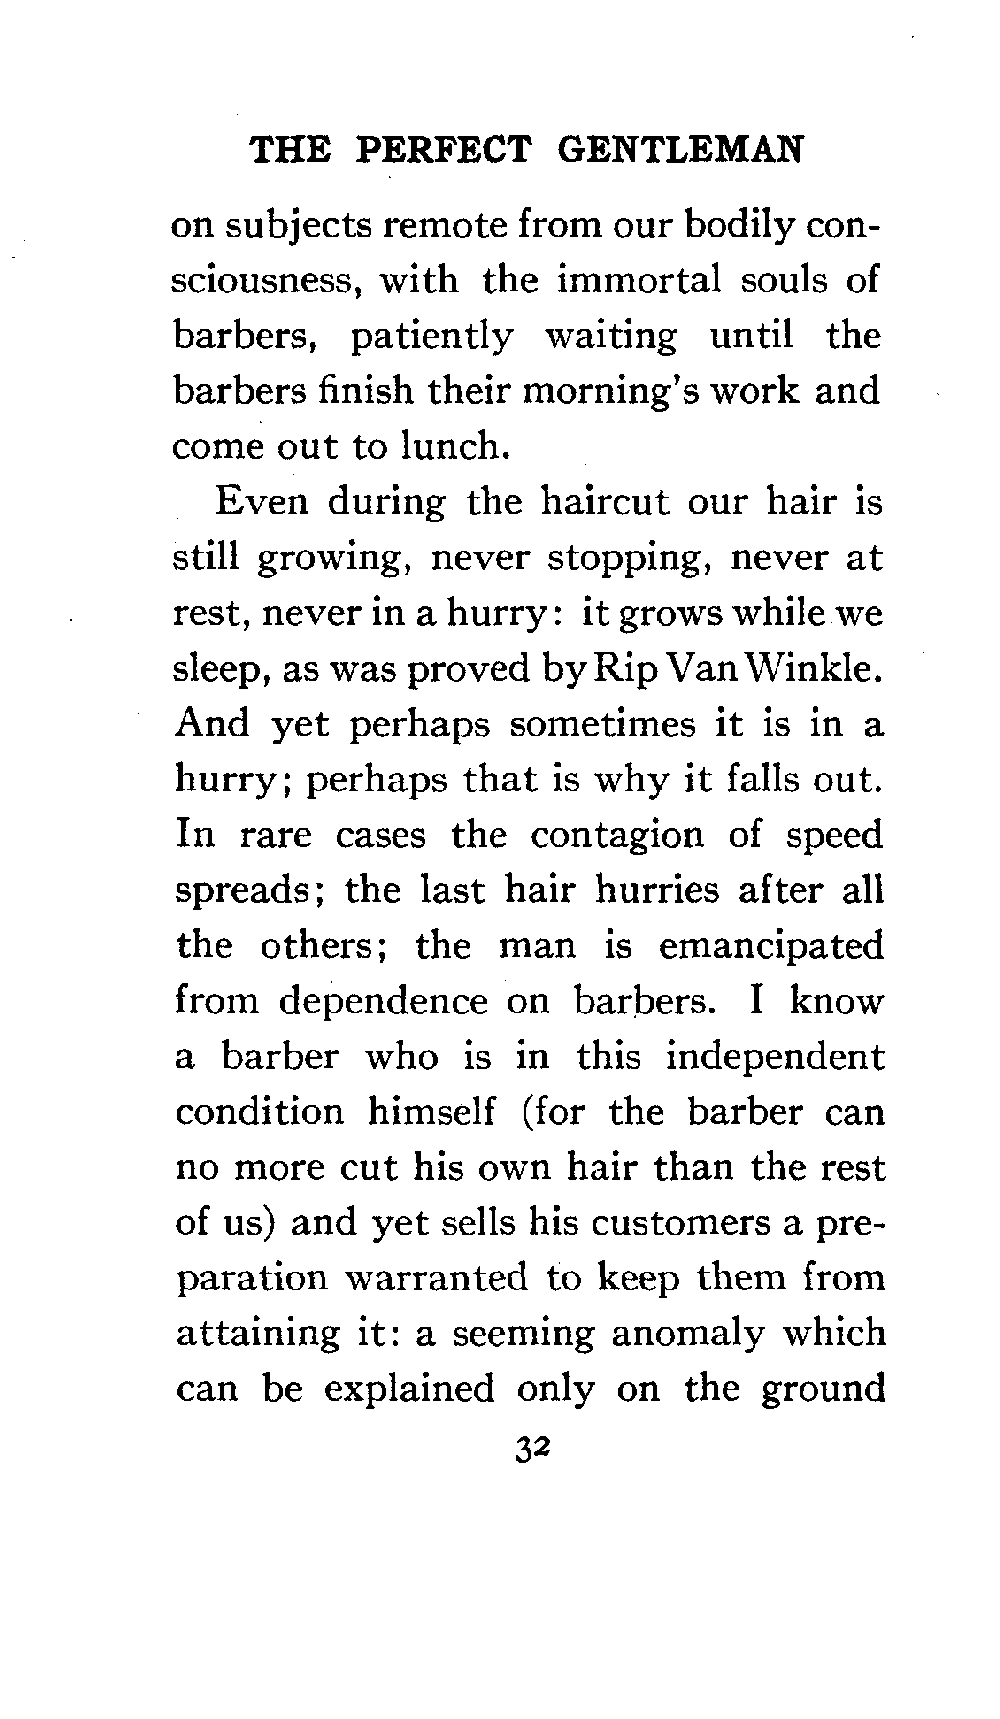 THE PERFECT GENTLEMAN
on subjects remote from our bodily con-
sciousness, with the immortal souls of
barbers, patiently waiting until the
barbers finish their morning's work and
come out to lunch.
Even during the haircut our hair is
still growing, never stopping, never at
rest, never in a hurry: it grows while we
sleep, as was proved by Rip Van Winkle.
And yet perhaps sometimes it is in a
hurry; perhaps that is why it falls out.
In rare cases the contagion of speed
spreads; the last hair hurries after all
the others; the man is emancipated
from dependence on barbers. I know
a barber who is in this independent
condition himself (for the barber can
no more cut his own hair than the rest
of us) and yet sells his customers a pre-
paration warranted to keep them from
attaining it: a seeming anomaly which
can be explained only on the ground
32